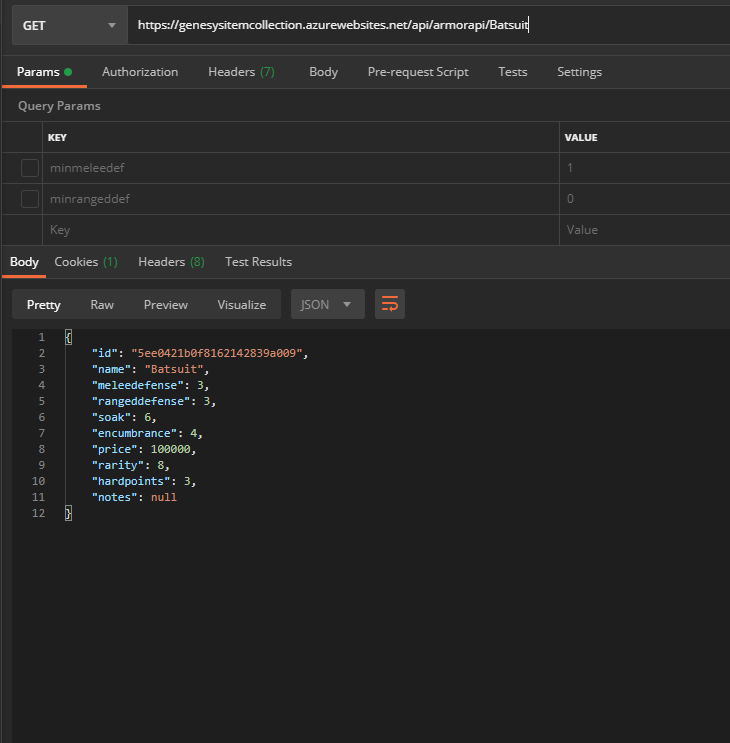 GET https://genesysitemcollection.azurewebsites.net/api/armorapi/Batsuit
Params Authorization Headers (7) Body Pre-request Script Tests Settings
Query Params
KEY VALUE
minmeleedef 1
minrangeddef 0
Key Value
Body Cookies (1) Headers (8) Test Results
Pretty Raw Preview Visualize JSON
1 {
2 "id": "5ee0421b0f8162142839a009",
3 "name": "Batsuit",
4 "meleedefense": 3,
5 "rangeddefense": 3,
6 "soak": 6,
7 "encumbrance": 4,
8 "price": 100000,
9 "rarity": 8,
10 "hardpoints": 3,
11 "notes": null
12 }